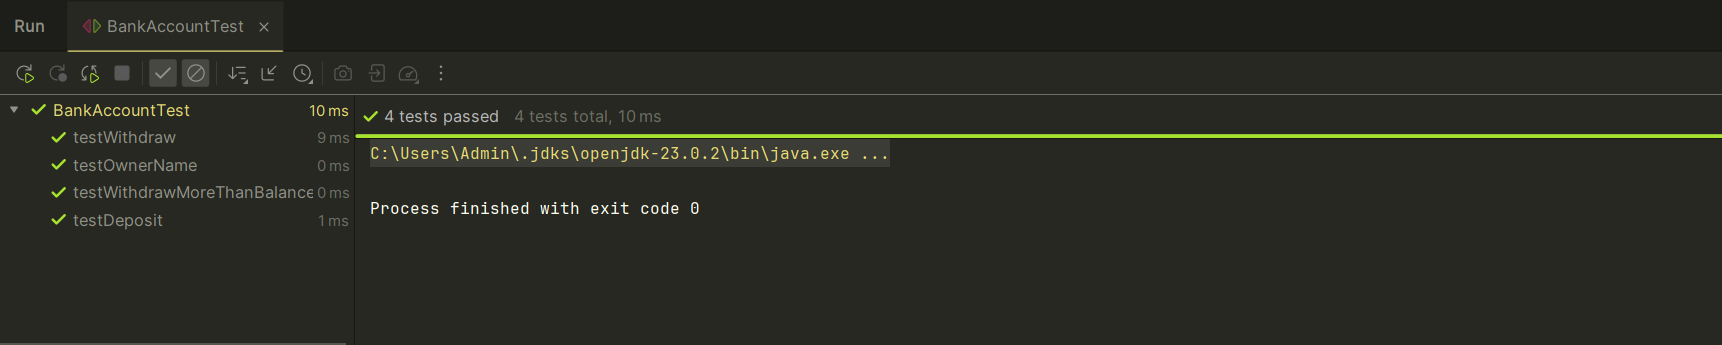 Run BankAccountTest
BankAccountTest 10 ms
testWithdraw 9 ms
testOwnerName 0 ms
testWithdrawMoreThanBalance 0 ms
testDeposit 1 ms
4 tests passed 4 tests total, 10 ms
C:\Users\Admin\.jdks\openjdk-23.0.2\bin\java.exe ...
Process finished with exit code 0